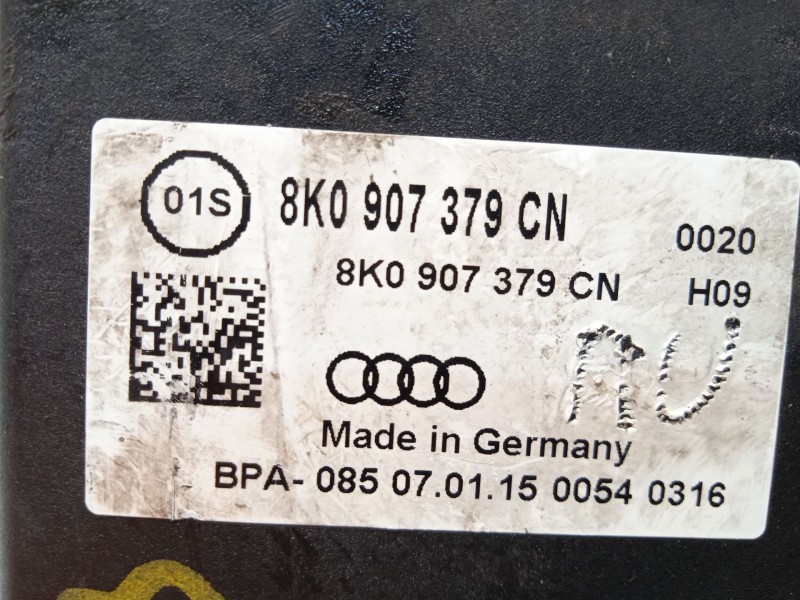 01S 8K0 907 379 CN 0020
8K0 907 379 CN H09
AU
Made in Germany
BPA- 085 07.01.15 0054 0316